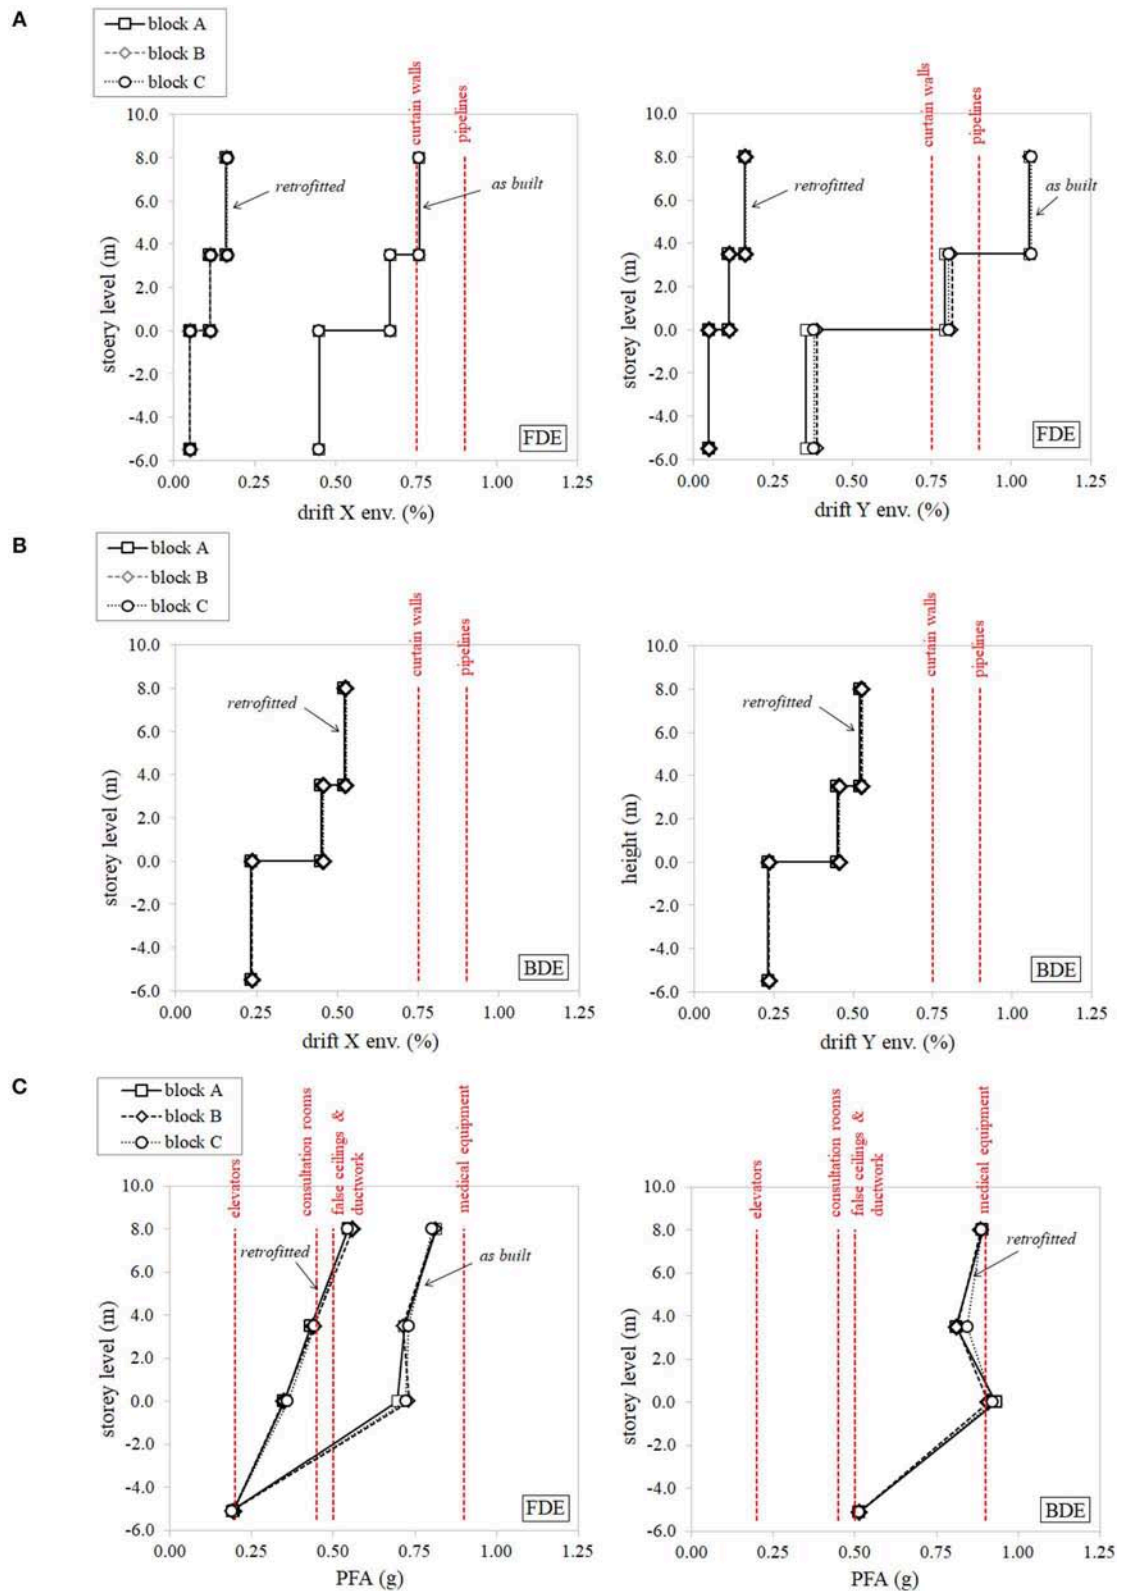 A
block A
block B
block C
curtain walls
pipelines
curtain walls
pipelines
10.0
8.0
6.0
4.0
2.0
0.0
-2.0
-4.0
-6.0
stoery level (m)
retrofitted
as built
FDE
0.00 0.25 0.50 0.75 1.00 1.25
drift X env. (%)
10.0
8.0
6.0
4.0
2.0
0.0
-2.0
-4.0
-6.0
storey level (m)
retrofitted
as built
FDE
0.00 0.25 0.50 0.75 1.00 1.25
drift Y env. (%)
B
block A
block B
block C
curtain walls
pipelines
curtain walls
pipelines
10.0
8.0
6.0
4.0
2.0
0.0
-2.0
-4.0
-6.0
storey level (m)
retrofitted
BDE
0.00 0.25 0.50 0.75 1.00 1.25
drift X env. (%)
10.0
8.0
6.0
4.0
2.0
0.0
-2.0
-4.0
-6.0
height (m)
retrofitted
BDE
0.00 0.25 0.50 0.75 1.00 1.25
drift Y env. (%)
C
block A
block B
block C
elevators
consultation rooms
false ceilings &
ductwork
medical equipment
elevators
consultation rooms
false ceilings &
ductwork
medical equipment
10.0
8.0
6.0
4.0
2.0
0.0
-2.0
-4.0
-6.0
storey level (m)
retrofitted
as built
FDE
0.00 0.25 0.50 0.75 1.00 1.25
PFA (g)
10.0
8.0
6.0
4.0
2.0
0.0
-2.0
-4.0
-6.0
storey level (m)
retrofitted
BDE
0.00 0.25 0.50 0.75 1.00 1.25
PFA (g)